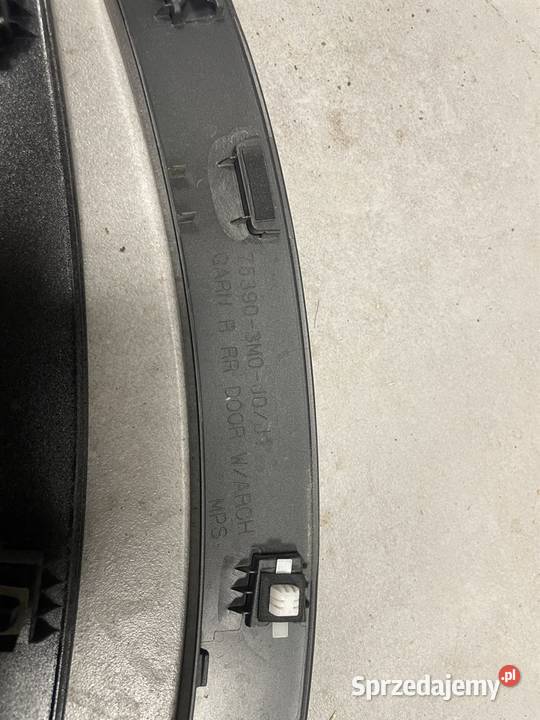 75390-3M0-J0/J1
GARN R RR DOOR W/ARCH
MPS.
Sprzedajemy.pl